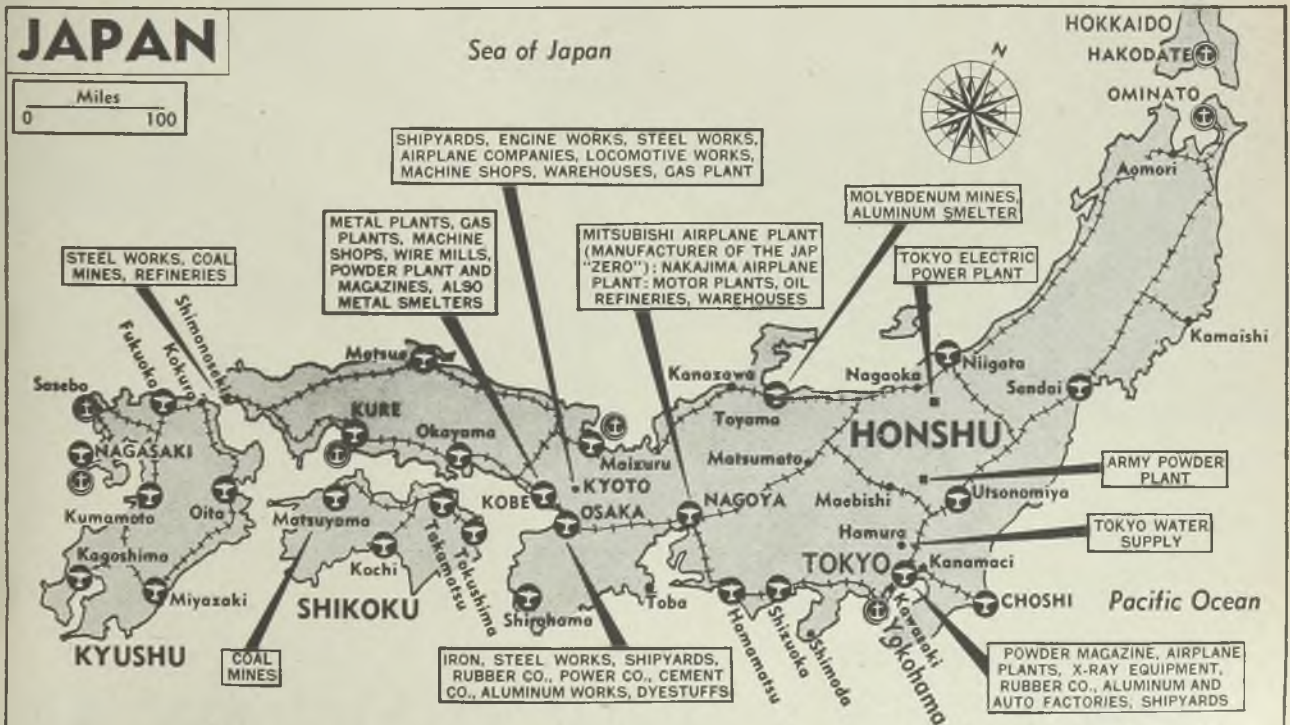 JAPAN
Miles
0 100
Sea of Japan
N
HOKKAIDO
HAKODATE
OMINATO
Aomori
SHIPYARDS, ENGINE WORKS, STEEL WORKS,
AIRPLANE COMPANIES, LOCOMOTIVE WORKS,
MACHINE SHOPS, WAREHOUSES, GAS PLANT
METAL PLANTS, GAS
PLANTS, MACHINE
SHOPS, WIRE MILLS,
POWDER PLANT AND
MAGAZINES, ALSO
METAL SMELTERS
MITSUBISHI AIRPLANE PLANT
(MANUFACTURER OF THE JAP
"ZERO"): NAKAJIMA AIRPLANE
PLANT: MOTOR PLANTS, OIL
REFINERIES, WAREHOUSES
MOLYBDENUM MINES,
ALUMINUM SMELTER
TOKYO ELECTRIC
POWER PLANT
STEEL WORKS, COAL
MINES, REFINERIES
Shimonoseki
Kokura
Fukuoka
Sasebo
NAGASAKI
Kumamoto
Oita
Kagoshima
Miyazaki
KYUSHU
Matsue
KURE
Okayama
Maizuru
KOBE
KYOTO
OSAKA
Matsuyama
Kochi
Takamatsu
Tokushima
SHIKOKU
Shirohama
Toba
NAGOYA
Kanazawa
Toyama
Nagaoka
Niigata
Sendai
Kamaishi
HONSHU
Matsumoto
Maebishi
Utsonomiya
Hamura
TOKYO
Kanamaci
Kawasaki
Yokohama
CHOSHI
Hamamatsu
Shizuoka
Shimoda
Pacific Ocean
ARMY POWDER
PLANT
TOKYO WATER
SUPPLY
COAL
MINES
IRON, STEEL WORKS, SHIPYARDS,
RUBBER CO., POWER CO., CEMENT
CO., ALUMINUM WORKS, DYESTUFFS
POWDER MAGAZINE, AIRPLANE
PLANTS, X-RAY EQUIPMENT,
RUBBER CO., ALUMINUM AND
AUTO FACTORIES, SHIPYARDS